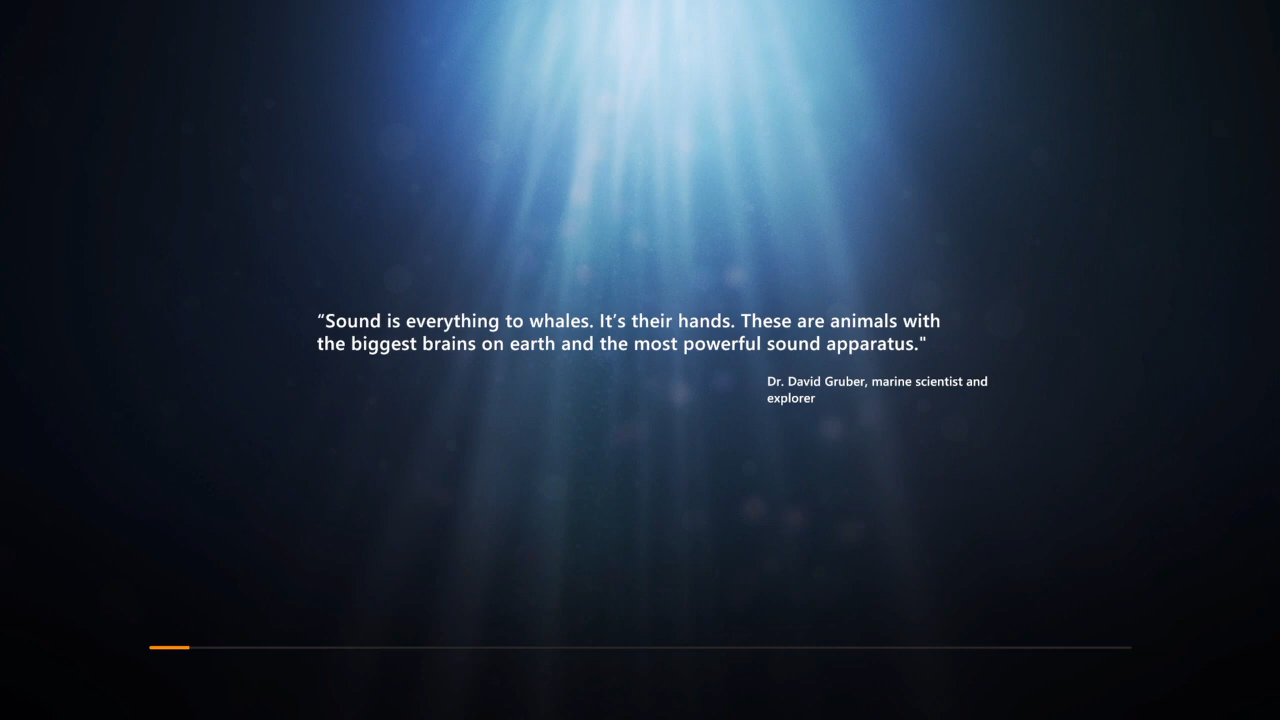 “Sound is everything to whales. It’s their hands. These are animals with
the biggest brains on earth and the most powerful sound apparatus."
Dr. David Gruber, marine scientist and
explorer